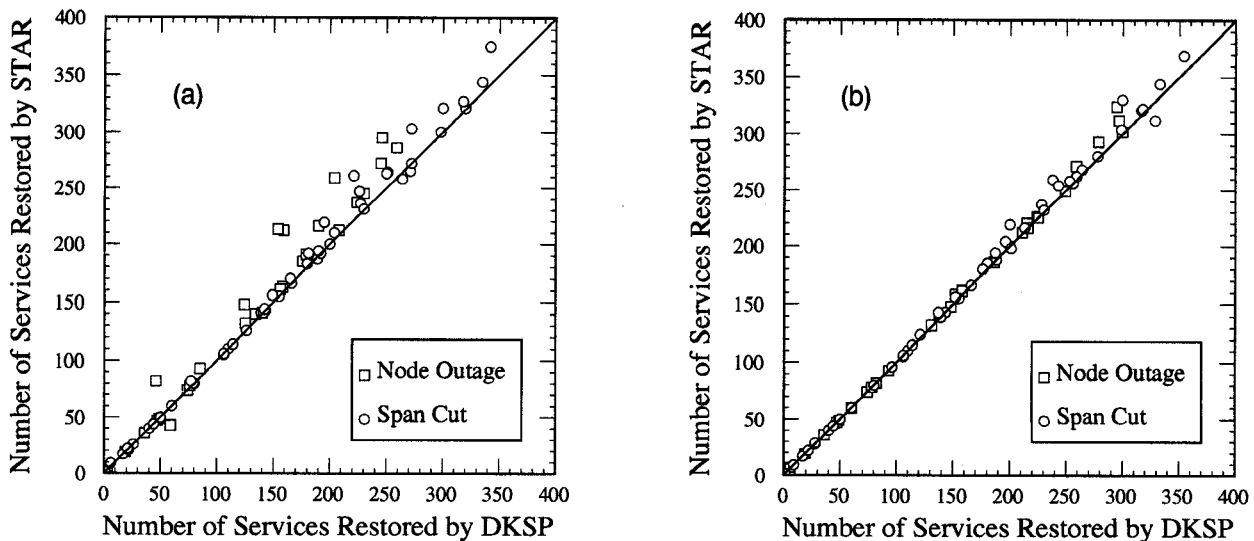 (a)
Number of Services Restored by STAR
400
350
300
250
200
150
100
50
0
Node Outage
Span Cut
0 50 100 150 200 250 300 350 400
Number of Services Restored by DKSP
(b)
Number of Services Restored by STAR
400
350
300
250
200
150
100
50
0
Node Outage
Span Cut
0 50 100 150 200 250 300 350 400
Number of Services Restored by DKSP